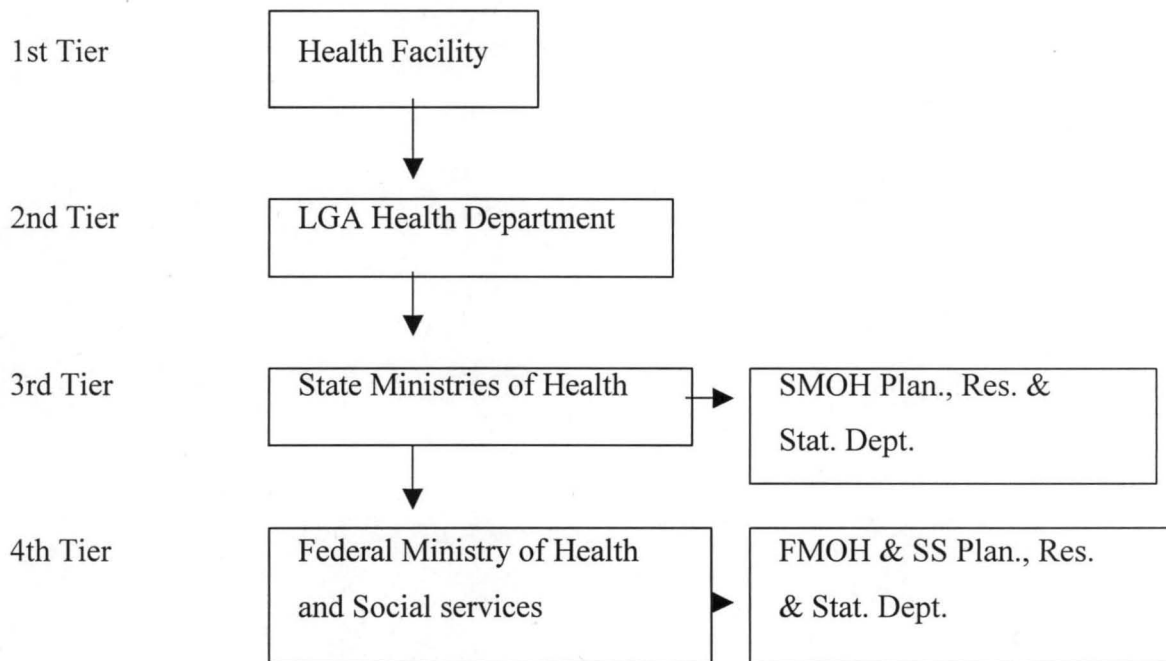 1st Tier
Health Facility
2nd Tier
LGA Health Department
3rd Tier
State Ministries of Health
SMOH Plan., Res. &
Stat. Dept.
4th Tier
Federal Ministry of Health
and Social services
FMOH & SS Plan., Res.
& Stat. Dept.